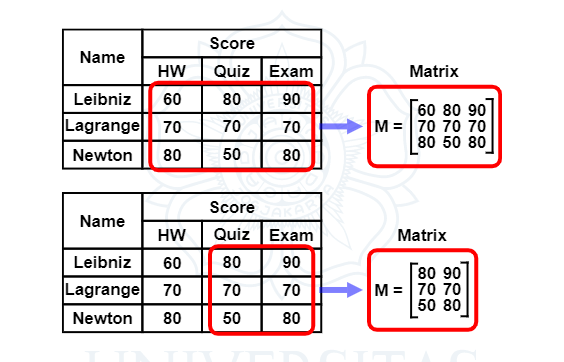 Name Score
HW Quiz Exam
Leibniz 60 80 90
Lagrange 70 70 70
Newton 80 50 80
Matrix
M = 60 80 90
70 70 70
80 50 80
Name Score
HW Quiz Exam
Leibniz 60 80 90
Lagrange 70 70 70
Newton 80 50 80
Matrix
M = 80 90
70 70
50 80